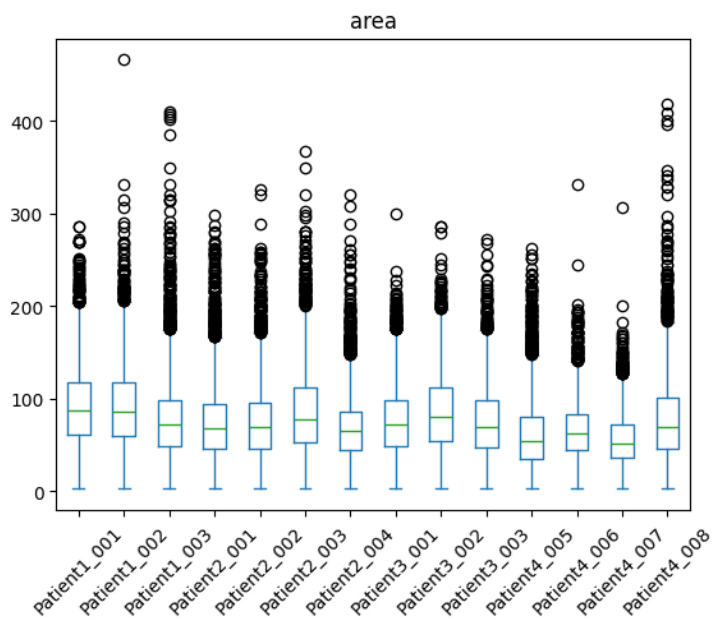 area
400
300
200
100
0
Patient1_001
Patient1_002
Patient1_003
Patient2_001
Patient2_002
Patient2_003
Patient2_004
Patient3_001
Patient3_002
Patient3_003
Patient4_005
Patient4_006
Patient4_007
Patient4_008